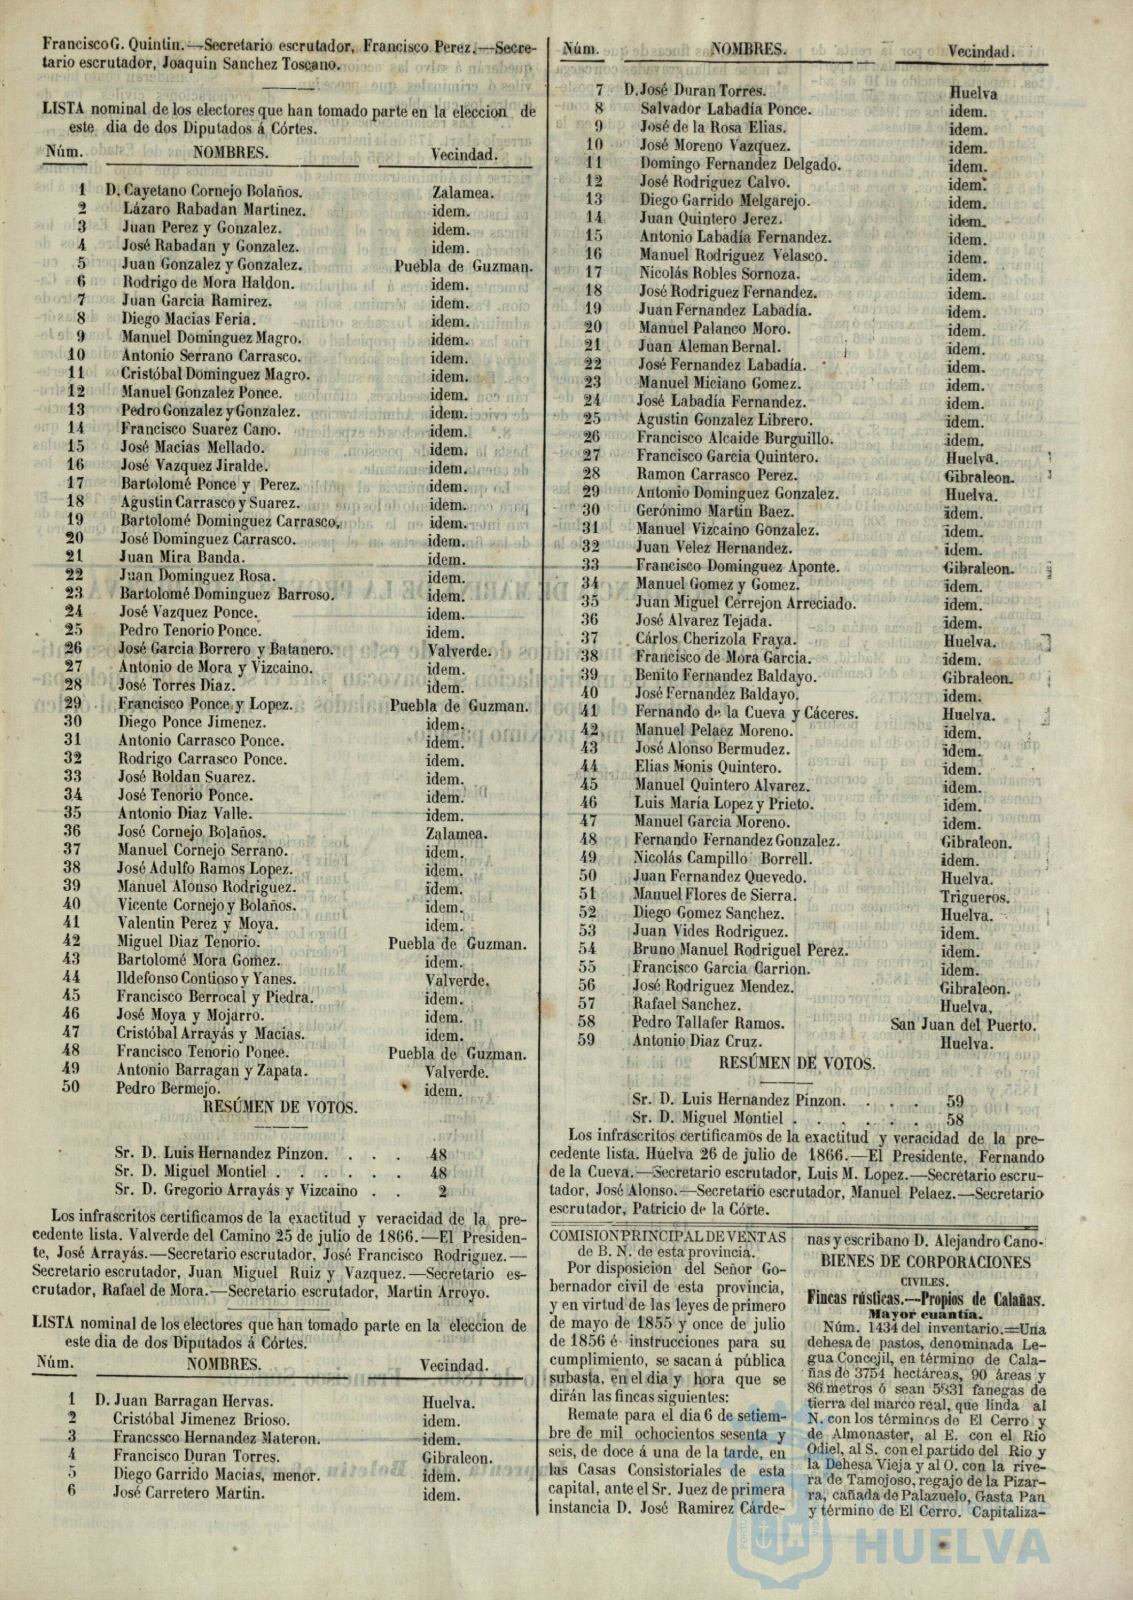 Francisco G. Quintin.—Secretario escrutador, Francisco Perez.—Secre-
tario escrutador, Joaquin Sanchez Toscano.
LISTA nominal de los electores que han tomado parte en la eleccion de
este dia de dos Diputados á Córtes.
Núm. NOMBRES. Vecindad.
1 D. Cayetano Cornejo Bolaños. Zalamea.
2 Lázaro Rabadan Martinez. idem.
3 Juan Perez y Gonzalez. idem.
4 José Rabadan y Gonzalez. idem.
5 Juan Gonzalez y Gonzalez. Puebla de Guzman.
6 Rodrigo de Mora Haldon. idem.
7 Juan Garcia Ramirez. idem.
8 Diego Macias Feria. idem.
9 Manuel Dominguez Magro. idem.
10 Antonio Serrano Carrasco. idem.
11 Cristóbal Dominguez Magro. idem.
12 Manuel Gonzalez Ponce. idem.
13 Pedro Gonzalez y Gonzalez. idem.
14 Francisco Suarez Cano. idem.
15 José Macias Mellado. idem.
16 José Vazquez Jiralde. idem.
17 Bartolomé Ponce y Perez. idem.
18 Agustin Carrasco y Suarez. idem.
19 Bartolomé Dominguez Carrasco, idem.
20 José Dominguez Carrasco. idem.
21 Juan Mira Banda. idem.
22 Juan Dominguez Rosa. idem.
23 Bartolomé Dominguez Barroso. idem.
24 José Vazquez Ponce. idem.
25 Pedro Tenorio Ponce. idem.
26 José Garcia Borrero y Batanero. Valverde.
27 Antonio de Mora y Vizcaino. idem.
28 José Torres Diaz. idem.
29 Francisco Ponce y Lopez. Puebla de Guzman.
30 Diego Ponce Jimenez. idem.
31 Antonio Carrasco Ponce. idem.
32 Rodrigo Carrasco Ponce. idem.
33 José Roldan Suarez. idem.
34 José Tenorio Ponce. idem.
35 Antonio Diaz Valle. idem.
36 José Cornejo Bolaños. Zalamea.
37 Manuel Cornejo Serrano. idem.
38 José Adulfo Ramos Lopez. idem.
39 Manuel Alonso Rodriguez. idem.
40 Vicente Cornejo y Bolaños. idem.
41 Valentin Perez y Moya. idem.
42 Miguel Diaz Tenorio. Puebla de Guzman.
43 Bartolomé Mora Gomez. idem.
44 Ildefonso Contioso y Yanes. Valverde.
45 Francisco Berrocal y Piedra. idem.
46 José Moya y Mojarro. idem.
47 Cristóbal Arrayás y Macias. idem.
48 Francisco Tenorio Ponee. Puebla de Guzman.
49 Antonio Barragan y Zapata. Valverde.
50 Pedro Bermejo. idem.
RESÚMEN DE VOTOS.
Sr. D. Luis Hernandez Pinzon. . . . 48
Sr. D. Miguel Montiel . . . . . . 48
Sr. D. Gregorio Arrayás y Vizcaino . . 2
Los infrascritos certificamos de la exactitud y veracidad de la pre-
cedente lista. Valverde del Camino 25 de julio de 1866.—El Presiden-
te, José Arrayás.—Secretario escrutador, José Francisco Rodriguez.—
Secretario escrutador, Juan Miguel Ruiz y Vazquez.—Secretario es-
crutador, Rafael de Mora.—Secretario escrutador, Martin Arroyo.
LISTA nominal de los electores que han tomado parte en la eleccion de
este dia de dos Diputados á Córtes.
Núm. NOMBRES. Vecindad.
1 D. Juan Barragan Hervas. Huelva.
2 Cristóbal Jimenez Brioso. idem.
3 Francssco Hernandez Materon. idem.
4 Francisco Duran Torres. Gibraleon.
5 Diego Garrido Macias, menor. idem.
6 José Carretero Martin. idem.
Núm. NOMBRES. Vecindad.
7 D. José Duran Torres. Huelva
8 Salvador Labadía Ponce. idem.
9 José de la Rosa Elias. idem.
10 José Moreno Vazquez. idem.
11 Domingo Fernandez Delgado. idem.
12 José Rodriguez Calvo. idem.
13 Diego Garrido Melgarejo. idem.
14 Juan Quintero Jerez. idem.
15 Antonio Labadía Fernandez. idem.
16 Manuel Rodriguez Velasco. idem.
17 Nicolás Robles Sornoza. idem.
18 José Rodriguez Fernandez. idem.
19 Juan Fernandez Labadía. idem.
20 Manuel Palanco Moro. idem.
21 Juan Aleman Bernal. idem.
22 José Fernandez Labadía. idem.
23 Manuel Miciano Gomez. idem.
24 José Labadía Fernandez. idem.
25 Agustin Gonzalez Librero. idem.
26 Francisco Alcaide Burguillo. idem.
27 Francisco Garcia Quintero. Huelva.
28 Ramon Carrasco Perez. Gibraleon.
29 Antonio Dominguez Gonzalez. Huelva.
30 Gerónimo Martin Baez. idem.
31 Manuel Vizcaino Gonzalez. idem.
32 Juan Velez Hernandez. idem.
33 Francisco Dominguez Aponte. Gibraleon.
34 Manuel Gomez y Gomez. idem.
35 Juan Miguel Cerrejon Arreciado. idem.
36 José Alvarez Tejada. idem.
37 Cárlos Cherizola Fraya. Huelva.
38 Francisco de Mora Garcia. idem.
39 Benito Fernandez Baldayo. Gibraleon.
40 José Fernandez Baldayo. idem.
41 Fernando de la Cueva y Cáceres. Huelva.
42 Manuel Pelaez Moreno. idem.
43 José Alonso Bermudez. idem.
44 Elias Monis Quintero. idem.
45 Manuel Quintero Alvarez. idem.
46 Luis María Lopez y Prieto. idem.
47 Manuel Garcia Moreno. idem.
48 Fernando Fernandez Gonzalez. Gibraleon.
49 Nicolás Campillo Borrell. idem.
50 Juan Fernandez Quevedo. Huelva.
51 Manuel Flores de Sierra. Trigueros.
52 Diego Gomez Sanchez. Huelva.
53 Juan Vides Rodriguez. idem.
54 Bruno Manuel Rodriguel Perez. idem.
55 Francisco Garcia Carrion. idem.
56 José Rodriguez Mendez. Gibraleon.
57 Rafael Sanchez. Huelva,
58 Pedro Tallafer Ramos. San Juan del Puerto.
59 Antonio Diaz Cruz. Huelva.
RESÚMEN DE VOTOS.
Sr. D. Luis Hernandez Pinzon. . . . 59
Sr. D. Miguel Montiel . . . . . . 58
Los infrascritos certificamos de la exactitud y veracidad de la pre-
cedente lista. Huelva 26 de julio de 1866.—El Presidente, Fernando
de la Cueva.—Secretario escrutador, Luis M. Lopez.—Secretario escru-
tador, José Alonso.—Secretario escrutador, Manuel Pelaez.—Secretario
escrutador, Patricio de la Córte.
COMISION PRINCIPAL DE VENTAS
de B. N. de esta provincia.
Por disposicion del Señor Go-
bernador civil de esta provincia,
y en virtud de las leyes de primero
de mayo de 1855 y once de julio
de 1856 é instrucciones para su
cumplimiento, se sacan á pública
subasta, en el dia y hora que se
dirán las fincas siguientes:
Remate para el dia 6 de setiem-
bre de mil ochocientos sesenta y
seis, de doce á una de la tarde, en
las Casas Consistoriales de esta
capital, ante el Sr. Juez de primera
instancia D. José Ramirez Cárde-
nas y escribano D. Alejandro Cano.
BIENES DE CORPORACIONES
CIVILES.
Fincas rústicas.—Propios de Calañas.
Mayor cuantía.
Núm. 1434 del inventario.=Una
dehesa de pastos, denominada Le-
gua Concejil, en término de Cala-
ñas de 3754 hectáreas, 90 áreas y
86 metros ó sean 5831 fanegas de
tierra del marco real, que linda al
N. con los términos de El Cerro y
de Almonaster, al E. con el Rio
Odiel, al S. con el partido del Rio y
la Dehesa Vieja y al O. con la rive-
ra de Tamojoso, regajo de la Pizar-
ra, cañada de Palazuelo, Gasta Pan
y término de El Cerro. Capitaliza-
HUELVA